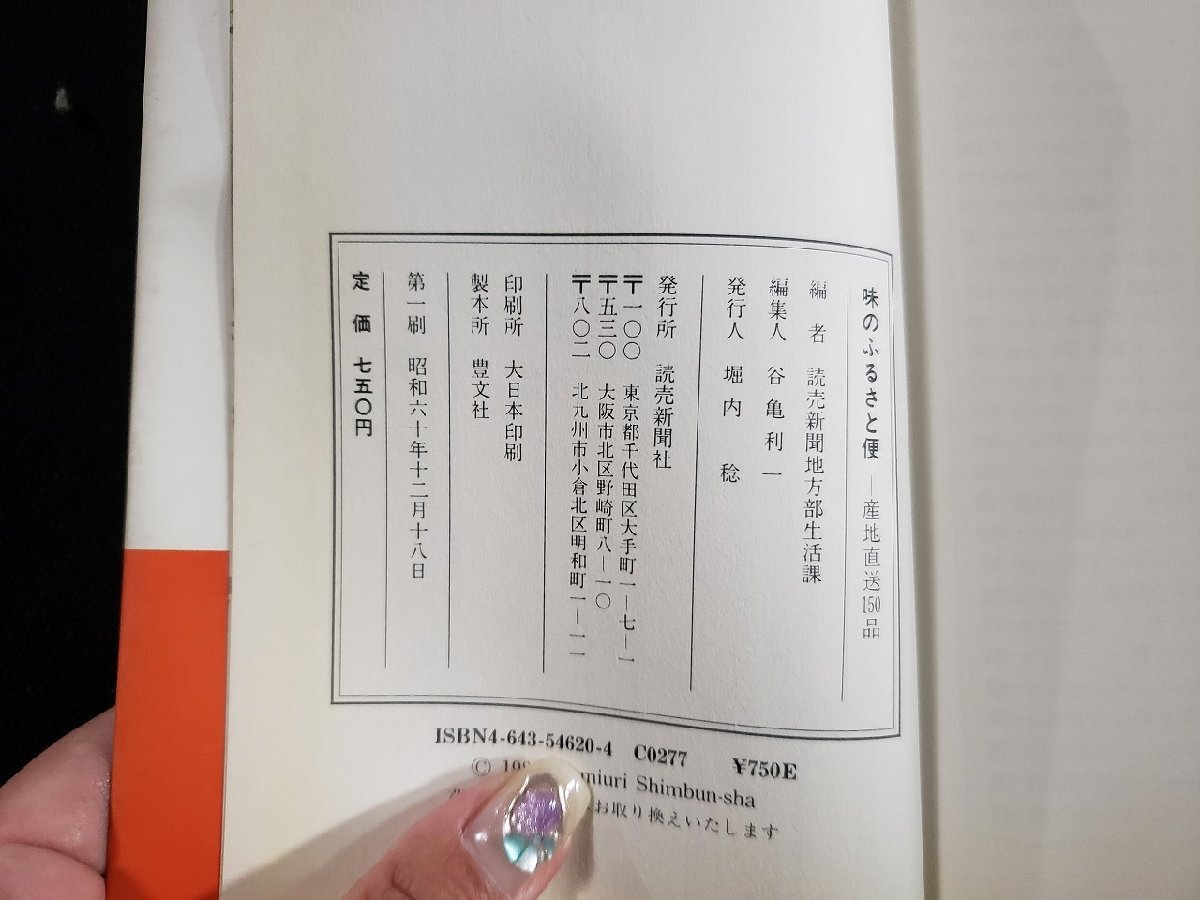 味のふるさと便 ―産地直送150品
編者 読売新聞地方部生活課
編集人 谷亀利一
発行人 堀内 稔
発行所 読売新聞社
〒一〇〇 東京都千代田区大手町一―七―一
〒五三〇 大阪市北区野崎町八―一〇
〒八〇二 北九州市小倉北区明和町一―一一
印刷所 大日本印刷
製本所 豊文社
第一刷 昭和六十年十二月十八日
定価 七五〇円
ISBN4-643-54620-4 C0277 ¥750E
© 19 miuri Shimbun-sha
お取り換えいたします